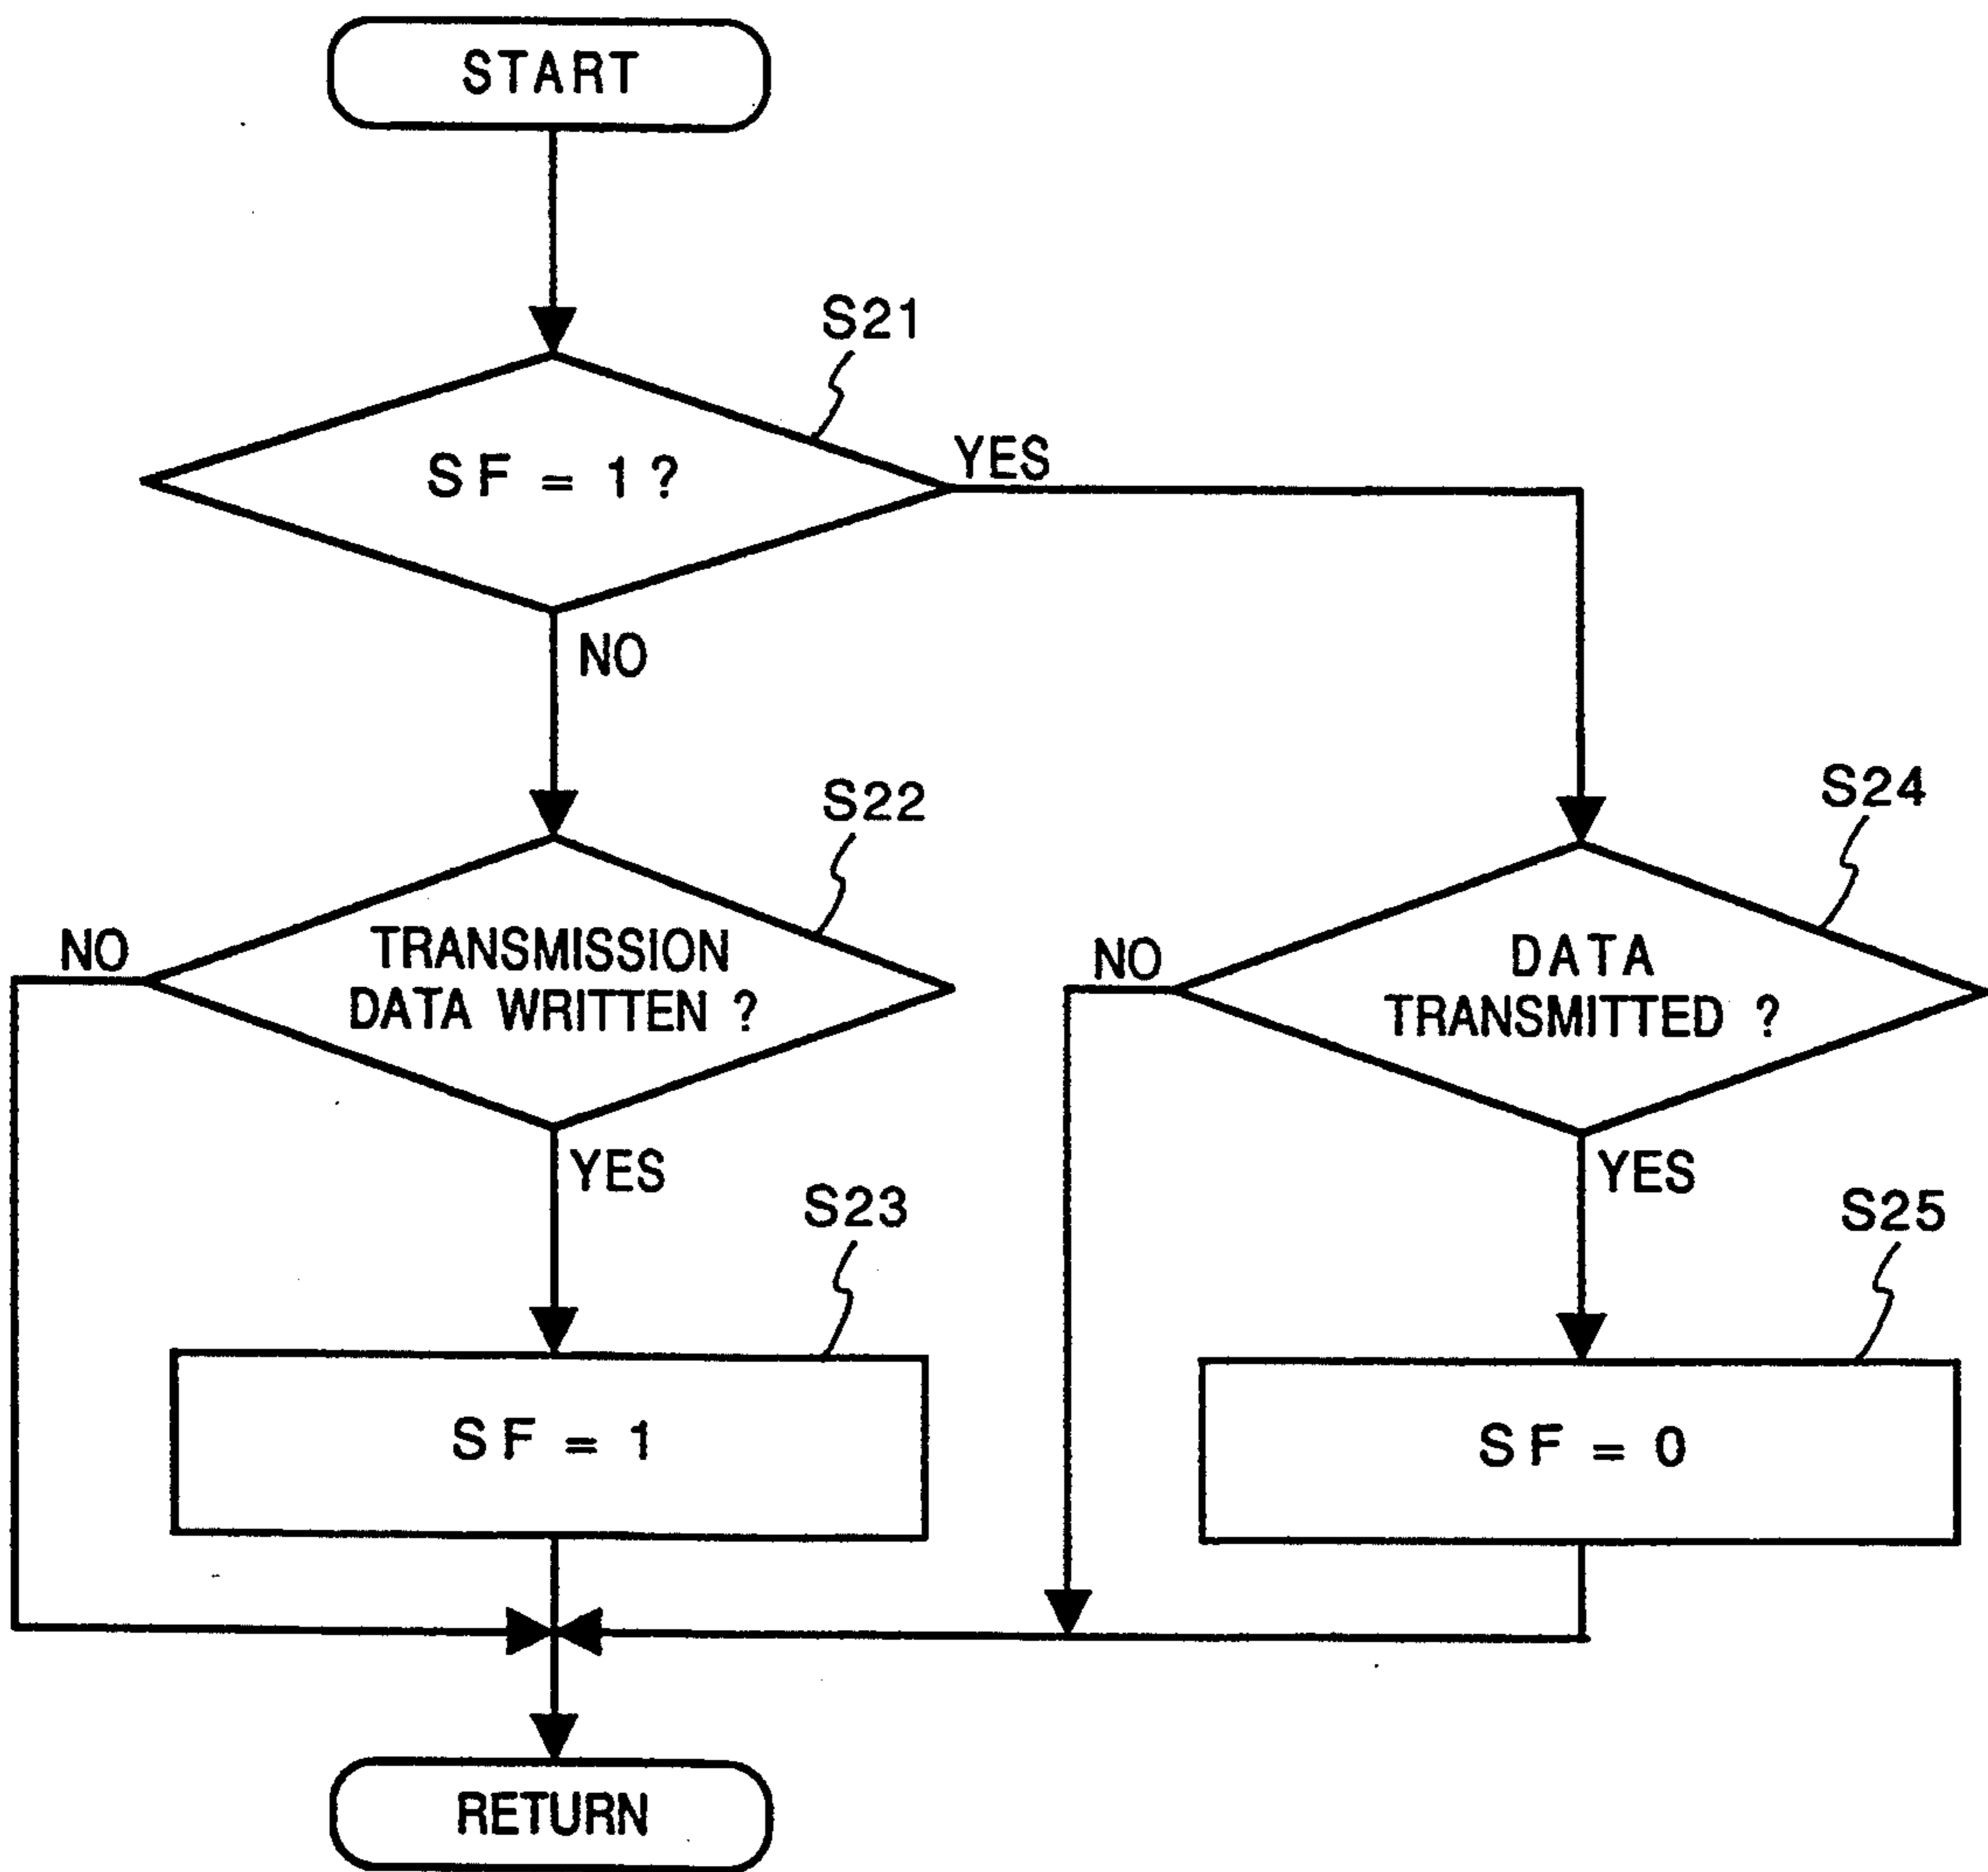 START
S21
SF = 1?
YES
NO
S22
S24
NO
TRANSMISSION
DATA WRITTEN ?
NO
DATA
TRANSMITTED ?
YES
YES
S23
S25
SF = 1
SF = 0
RETURN